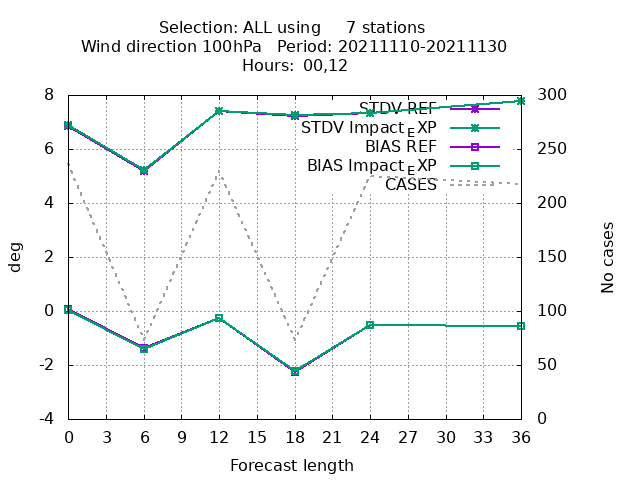 Selection: ALL using     7 stations
Wind direction 100hPa   Period: 20211110-20211130
Hours: 00,12
8
6
4
2
0
-2
-4
deg
300
250
200
150
100
50
0
No cases
STDV REF
STDV Impact_EXP
BIAS REF
BIAS Impact_EXP
CASES
0 3 6 9 12 15 18 21 24 27 30 33 36
Forecast length